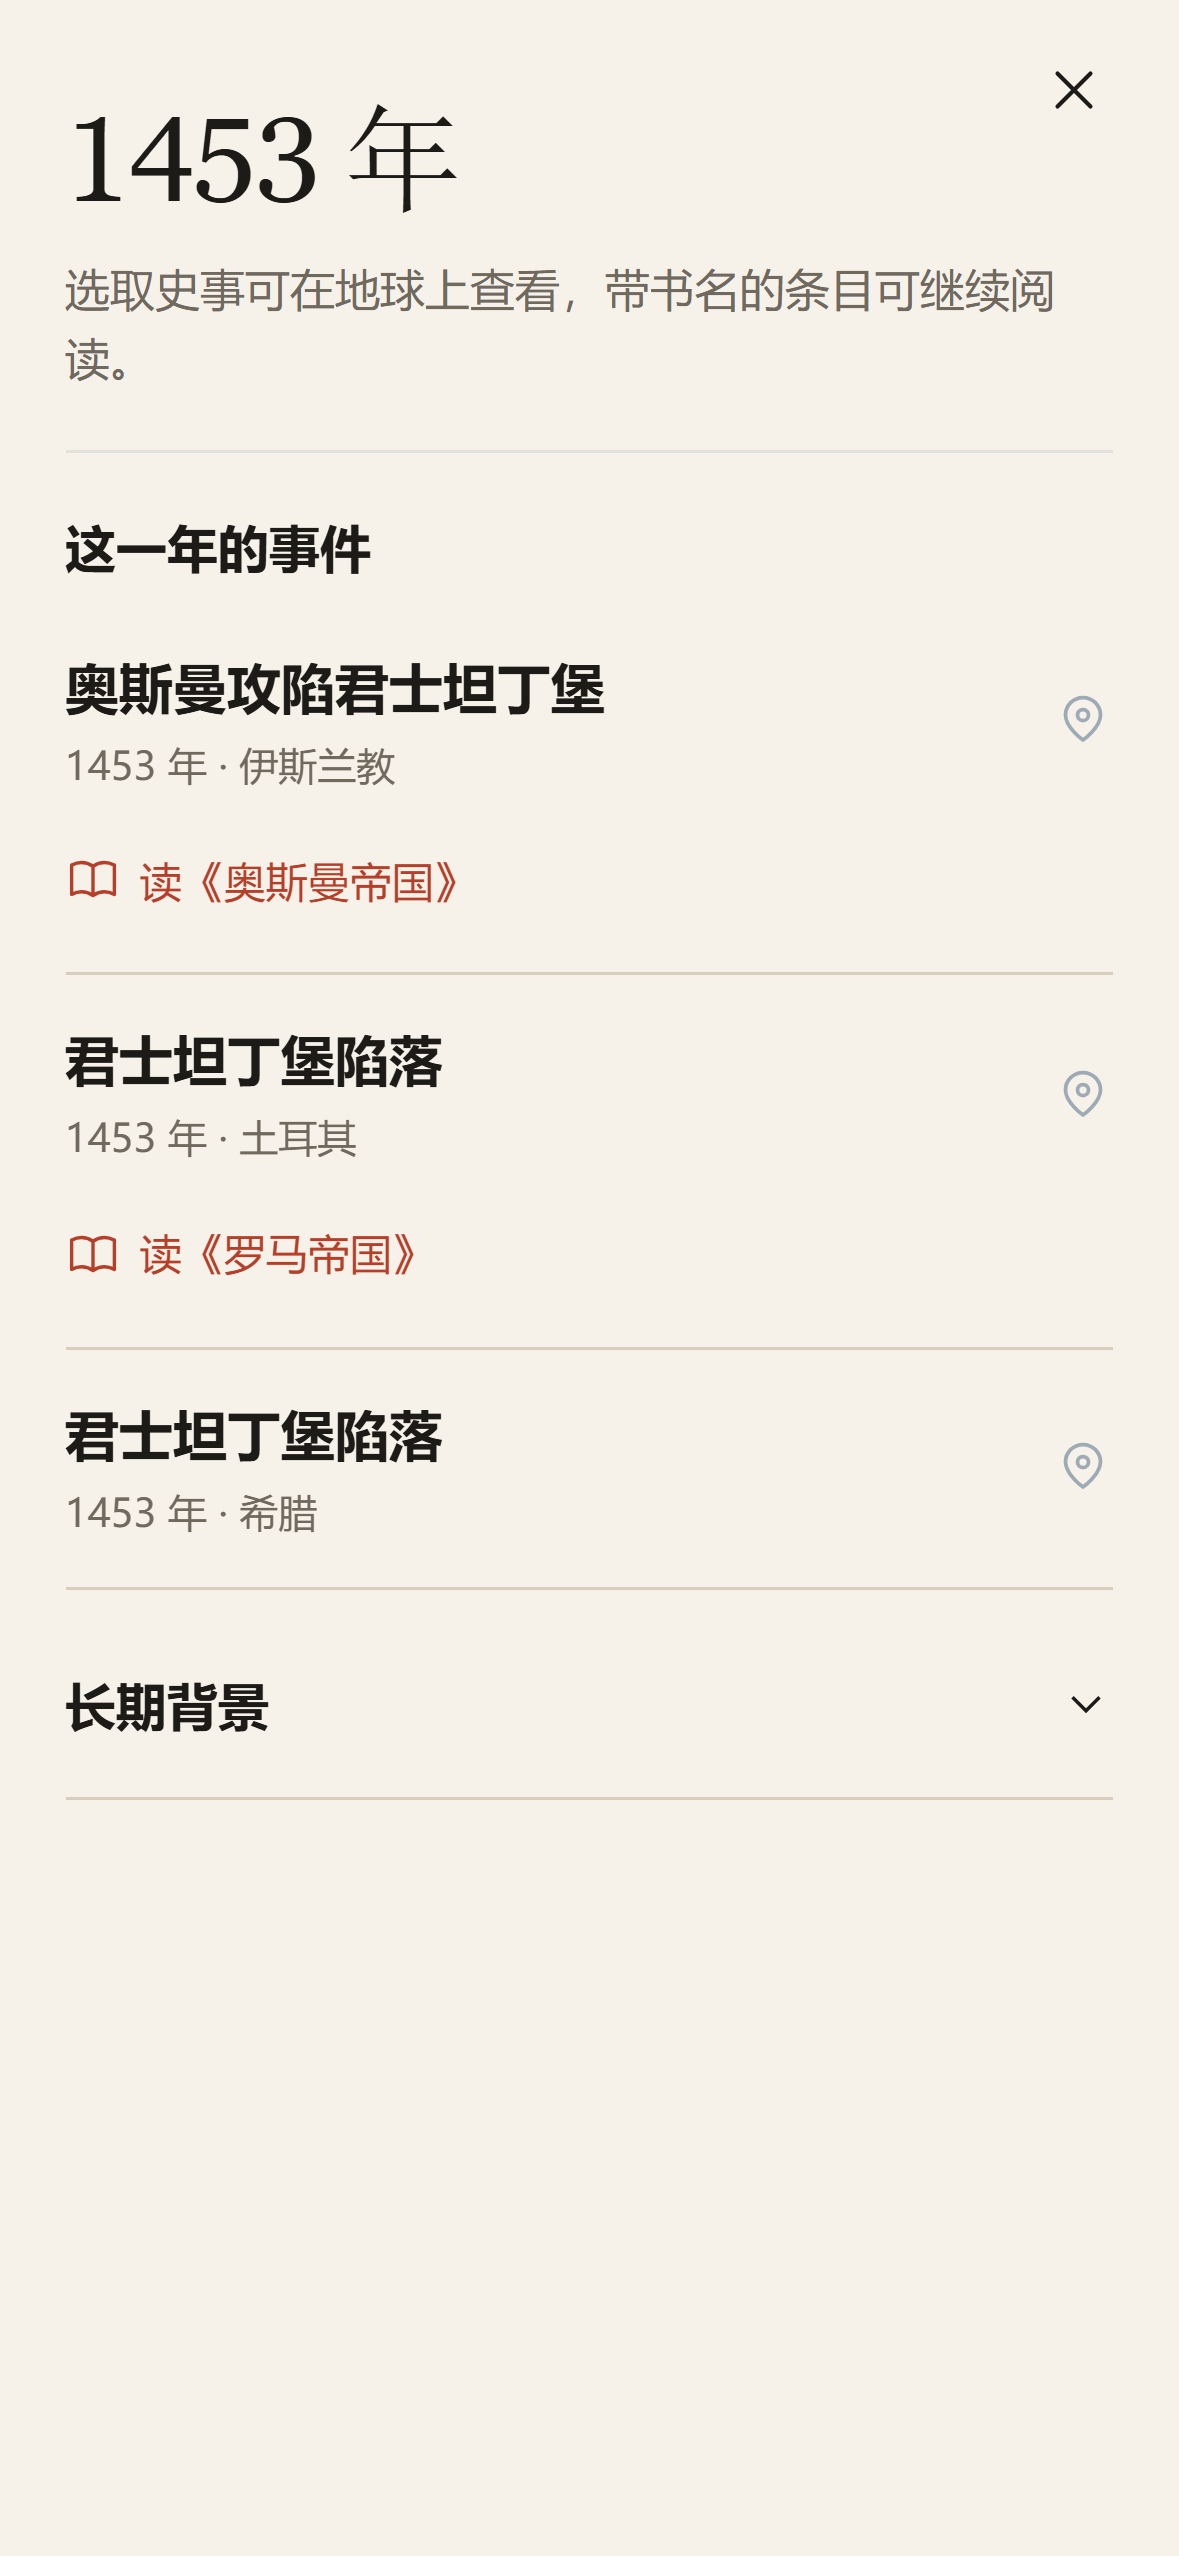 1453 年
选取史事可在地球上查看，带书名的条目可继续阅
读。
这一年的事件
奥斯曼攻陷君士坦丁堡
1453 年 · 伊斯兰教
读《奥斯曼帝国》
君士坦丁堡陷落
1453 年 · 土耳其
读《罗马帝国》
君士坦丁堡陷落
1453 年 · 希腊
长期背景